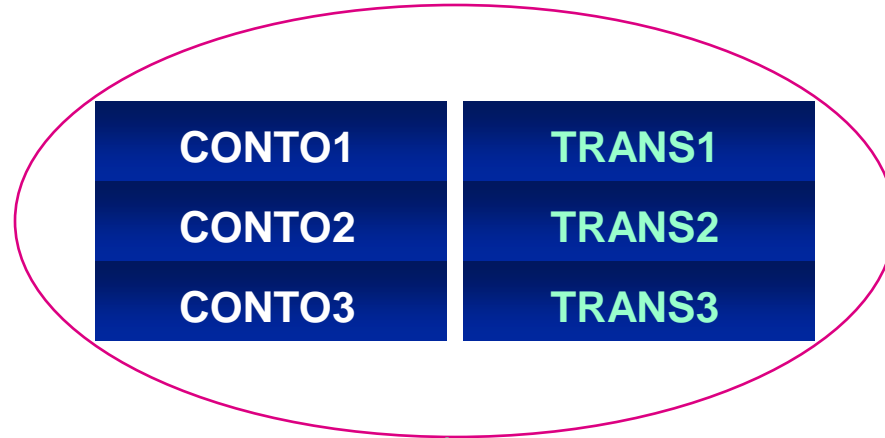 CONTO1 TRANS1
CONTO2 TRANS2
CONTO3 TRANS3